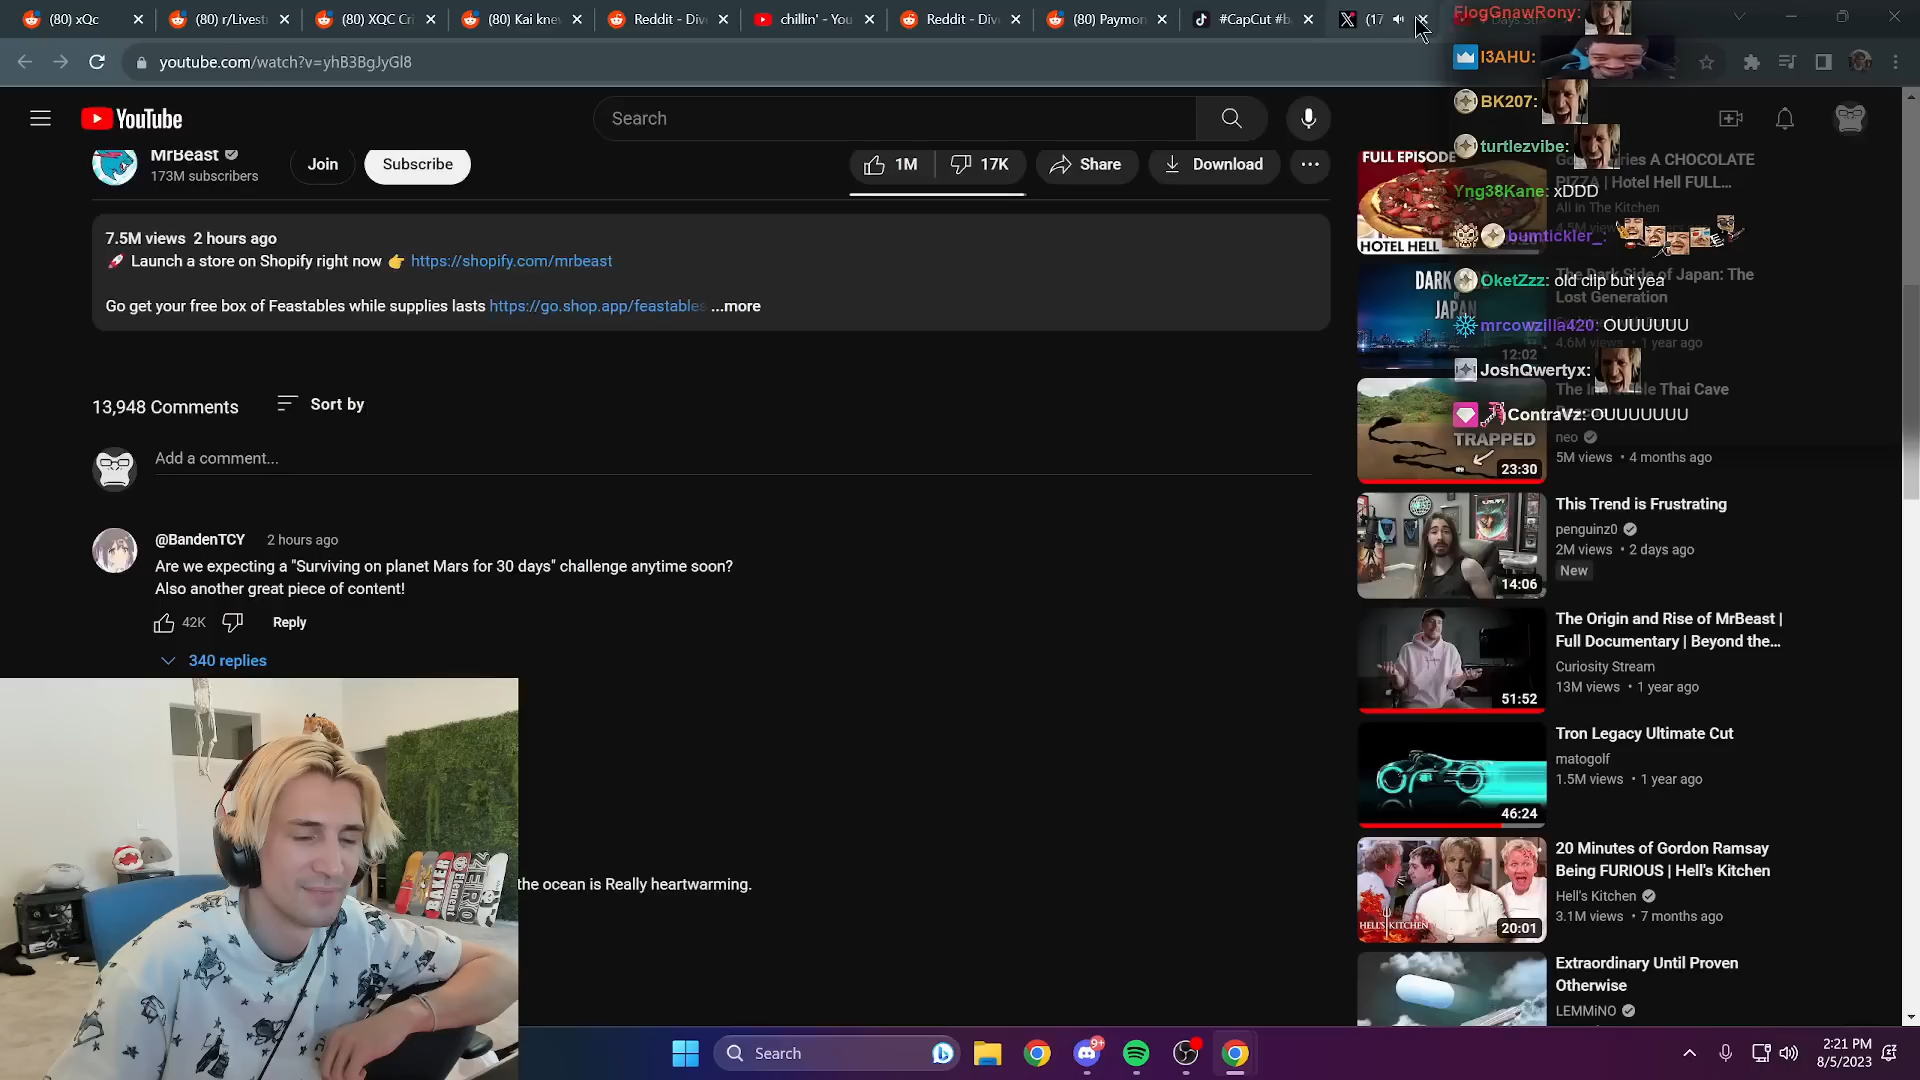 (80) xQc
(80) r/Livest
(80) XQC Cri
(80) Kai knew
Reddit - Div
chillin' - You
Reddit - Div
(80) Paymon
#CapCut #b
(17
youtube.com/watch?v=yhB3BgJyGl8
YouTube
Search
MrBeast
173M subscribers
Join
Subscribe
1M
17K
Share
Download
7.5M views 2 hours ago
🚀 Launch a store on Shopify right now 👉 https://shopify.com/mrbeast
Go get your free box of Feastables while supplies lasts https://go.shop.app/feastables ...more
13,948 Comments
Sort by
Add a comment...
@BandenTCY 2 hours ago
Are we expecting a "Surviving on planet Mars for 30 days" challenge anytime soon?
Also another great piece of content!
42K
Reply
340 replies
the ocean is Really heartwarming.
BAKER
Element
ZERO
FlogGnawRony:
I3AHU:
BK207:
turtlezvibe:
Yng38Kane: xDDD
bumtickler_:
OketZzz: old clip but yea
mrcowzilla420: OUUUUUU
JoshQwertyx:
ContraVz: OUUUUUUU
FULL EPISODE
HOTEL HELL
A CHOCOLATE
PIZZA | Hotel Hell FULL...
All in The Kitchen
DARK
JAPAN
12:02
The Dark Side of Japan: The
Lost Generation
4.6M views • 1 year ago
TRAPPED
23:30
Thai Cave
neo
5M views • 4 months ago
14:06
This Trend is Frustrating
penguinz0
2M views • 2 days ago
New
51:52
The Origin and Rise of MrBeast |
Full Documentary | Beyond the...
Curiosity Stream
13M views • 1 year ago
46:24
Tron Legacy Ultimate Cut
matogolf
1.5M views • 1 year ago
HELL'S KITCHEN
20:01
20 Minutes of Gordon Ramsay
Being FURIOUS | Hell's Kitchen
Hell's Kitchen
3.1M views • 7 months ago
Extraordinary Until Proven
Otherwise
LEMMiNO
Search
9+
2:21 PM
8/5/2023